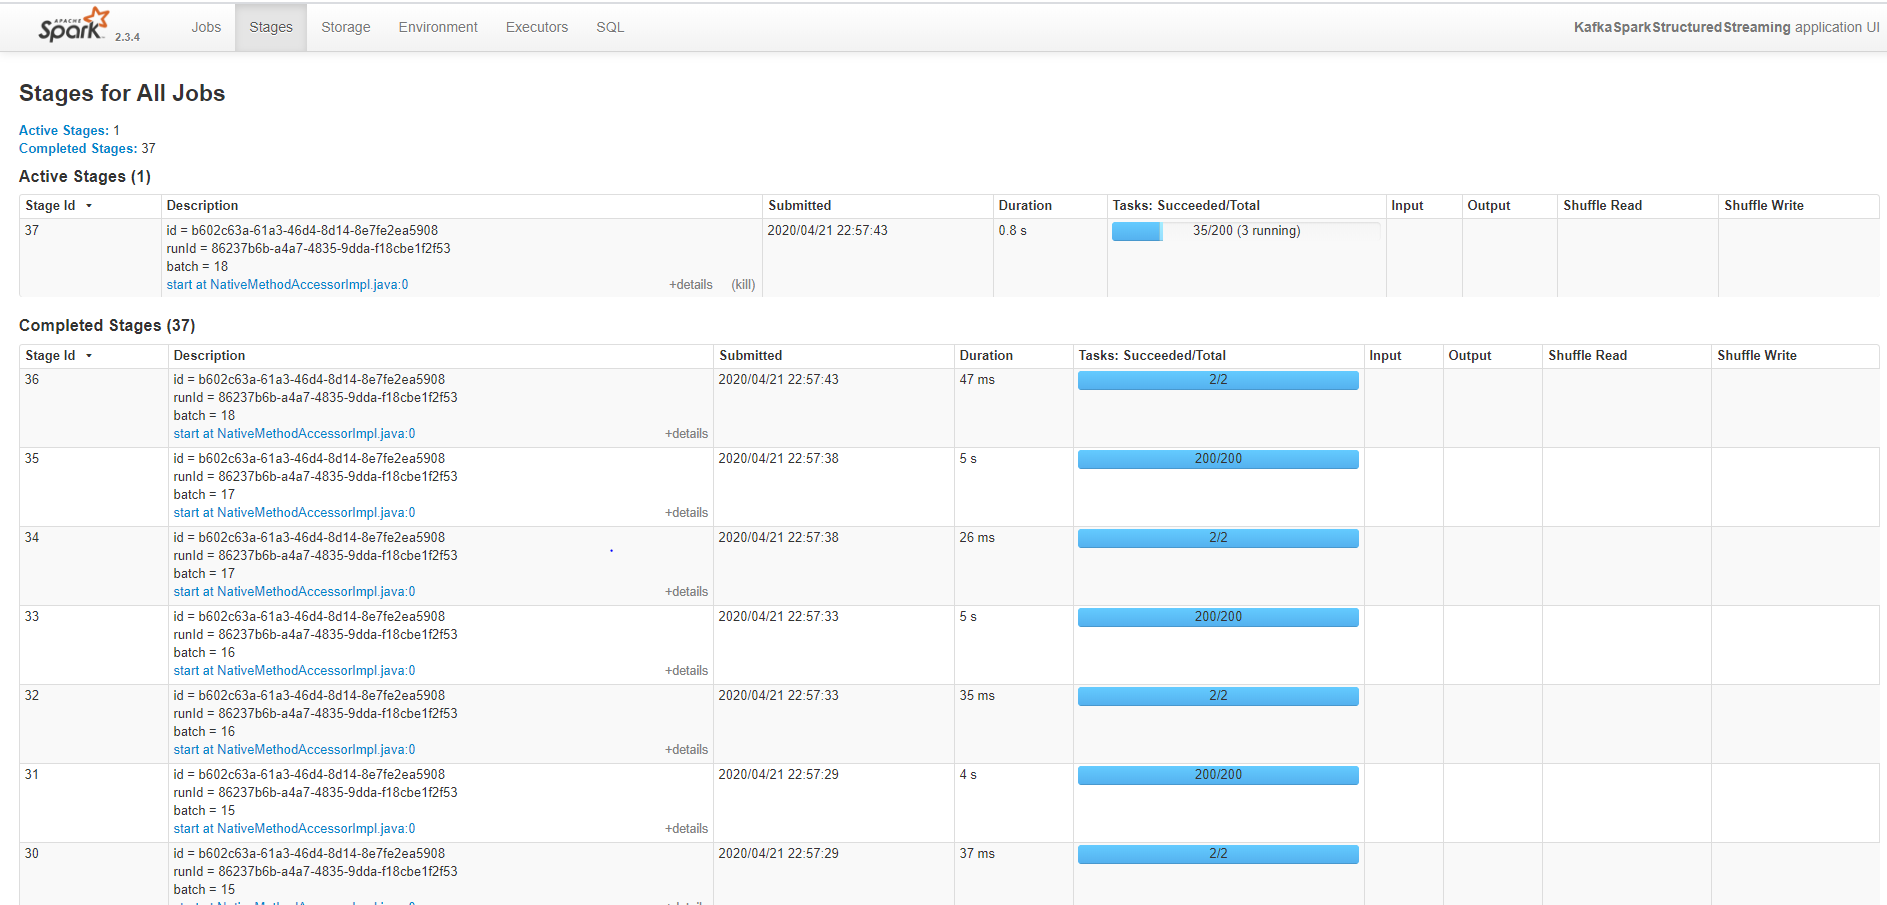 APACHE Spark 2.3.4 Jobs Stages Storage Environment Executors SQL KafkaSparkStructuredStreaming application UI
Stages for All Jobs
Active Stages: 1
Completed Stages: 37
Active Stages (1)
Stage Id Description Submitted Duration Tasks: Succeeded/Total Input Output Shuffle Read Shuffle Write
37 id = b602c63a-61a3-46d4-8d14-8e7fe2ea5908 2020/04/21 22:57:43 0.8 s 35/200 (3 running)
runId = 86237b6b-a4a7-4835-9dda-f18cbe1f2f53
batch = 18
start at NativeMethodAccessorImpl.java:0 +details (kill)
Completed Stages (37)
Stage Id Description Submitted Duration Tasks: Succeeded/Total Input Output Shuffle Read Shuffle Write
36 id = b602c63a-61a3-46d4-8d14-8e7fe2ea5908 2020/04/21 22:57:43 47 ms 2/2
runId = 86237b6b-a4a7-4835-9dda-f18cbe1f2f53
batch = 18
start at NativeMethodAccessorImpl.java:0 +details
35 id = b602c63a-61a3-46d4-8d14-8e7fe2ea5908 2020/04/21 22:57:38 5 s 200/200
runId = 86237b6b-a4a7-4835-9dda-f18cbe1f2f53
batch = 17
start at NativeMethodAccessorImpl.java:0 +details
34 id = b602c63a-61a3-46d4-8d14-8e7fe2ea5908 2020/04/21 22:57:38 26 ms 2/2
runId = 86237b6b-a4a7-4835-9dda-f18cbe1f2f53
batch = 17
start at NativeMethodAccessorImpl.java:0 +details
33 id = b602c63a-61a3-46d4-8d14-8e7fe2ea5908 2020/04/21 22:57:33 5 s 200/200
runId = 86237b6b-a4a7-4835-9dda-f18cbe1f2f53
batch = 16
start at NativeMethodAccessorImpl.java:0 +details
32 id = b602c63a-61a3-46d4-8d14-8e7fe2ea5908 2020/04/21 22:57:33 35 ms 2/2
runId = 86237b6b-a4a7-4835-9dda-f18cbe1f2f53
batch = 16
start at NativeMethodAccessorImpl.java:0 +details
31 id = b602c63a-61a3-46d4-8d14-8e7fe2ea5908 2020/04/21 22:57:29 4 s 200/200
runId = 86237b6b-a4a7-4835-9dda-f18cbe1f2f53
batch = 15
start at NativeMethodAccessorImpl.java:0 +details
30 id = b602c63a-61a3-46d4-8d14-8e7fe2ea5908 2020/04/21 22:57:29 37 ms 2/2
runId = 86237b6b-a4a7-4835-9dda-f18cbe1f2f53
batch = 15